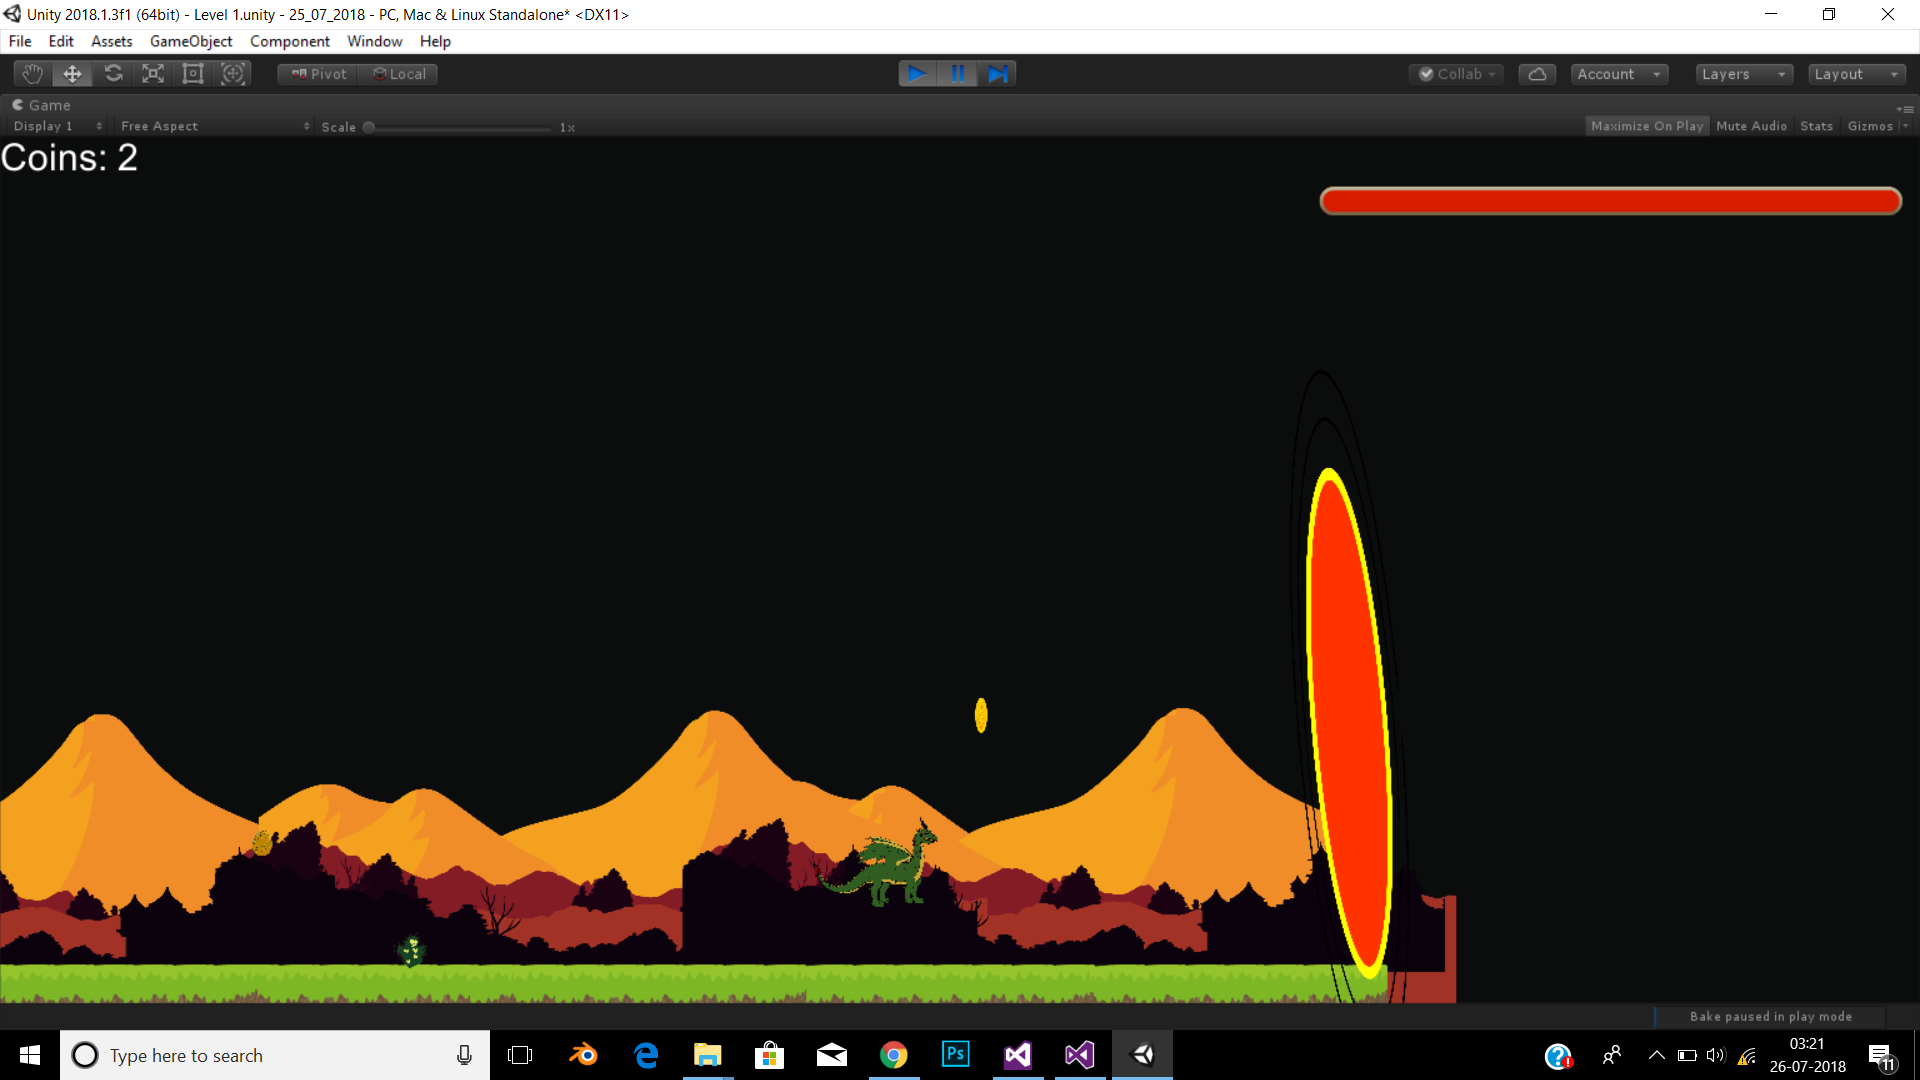 Unity 2018.1.3f1 (64bit) - Level 1.unity - 25_07_2018 - PC, Mac & Linux Standalone* <DX11>
File Edit Assets GameObject Component Window Help
Pivot Local Collab Account Layers Layout
Game
Display 1 Free Aspect Scale 1x Maximize On Play Mute Audio Stats Gizmos
Coins: 2
Bake paused in play mode
Type here to search
Ps
03:21
26-07-2018
11